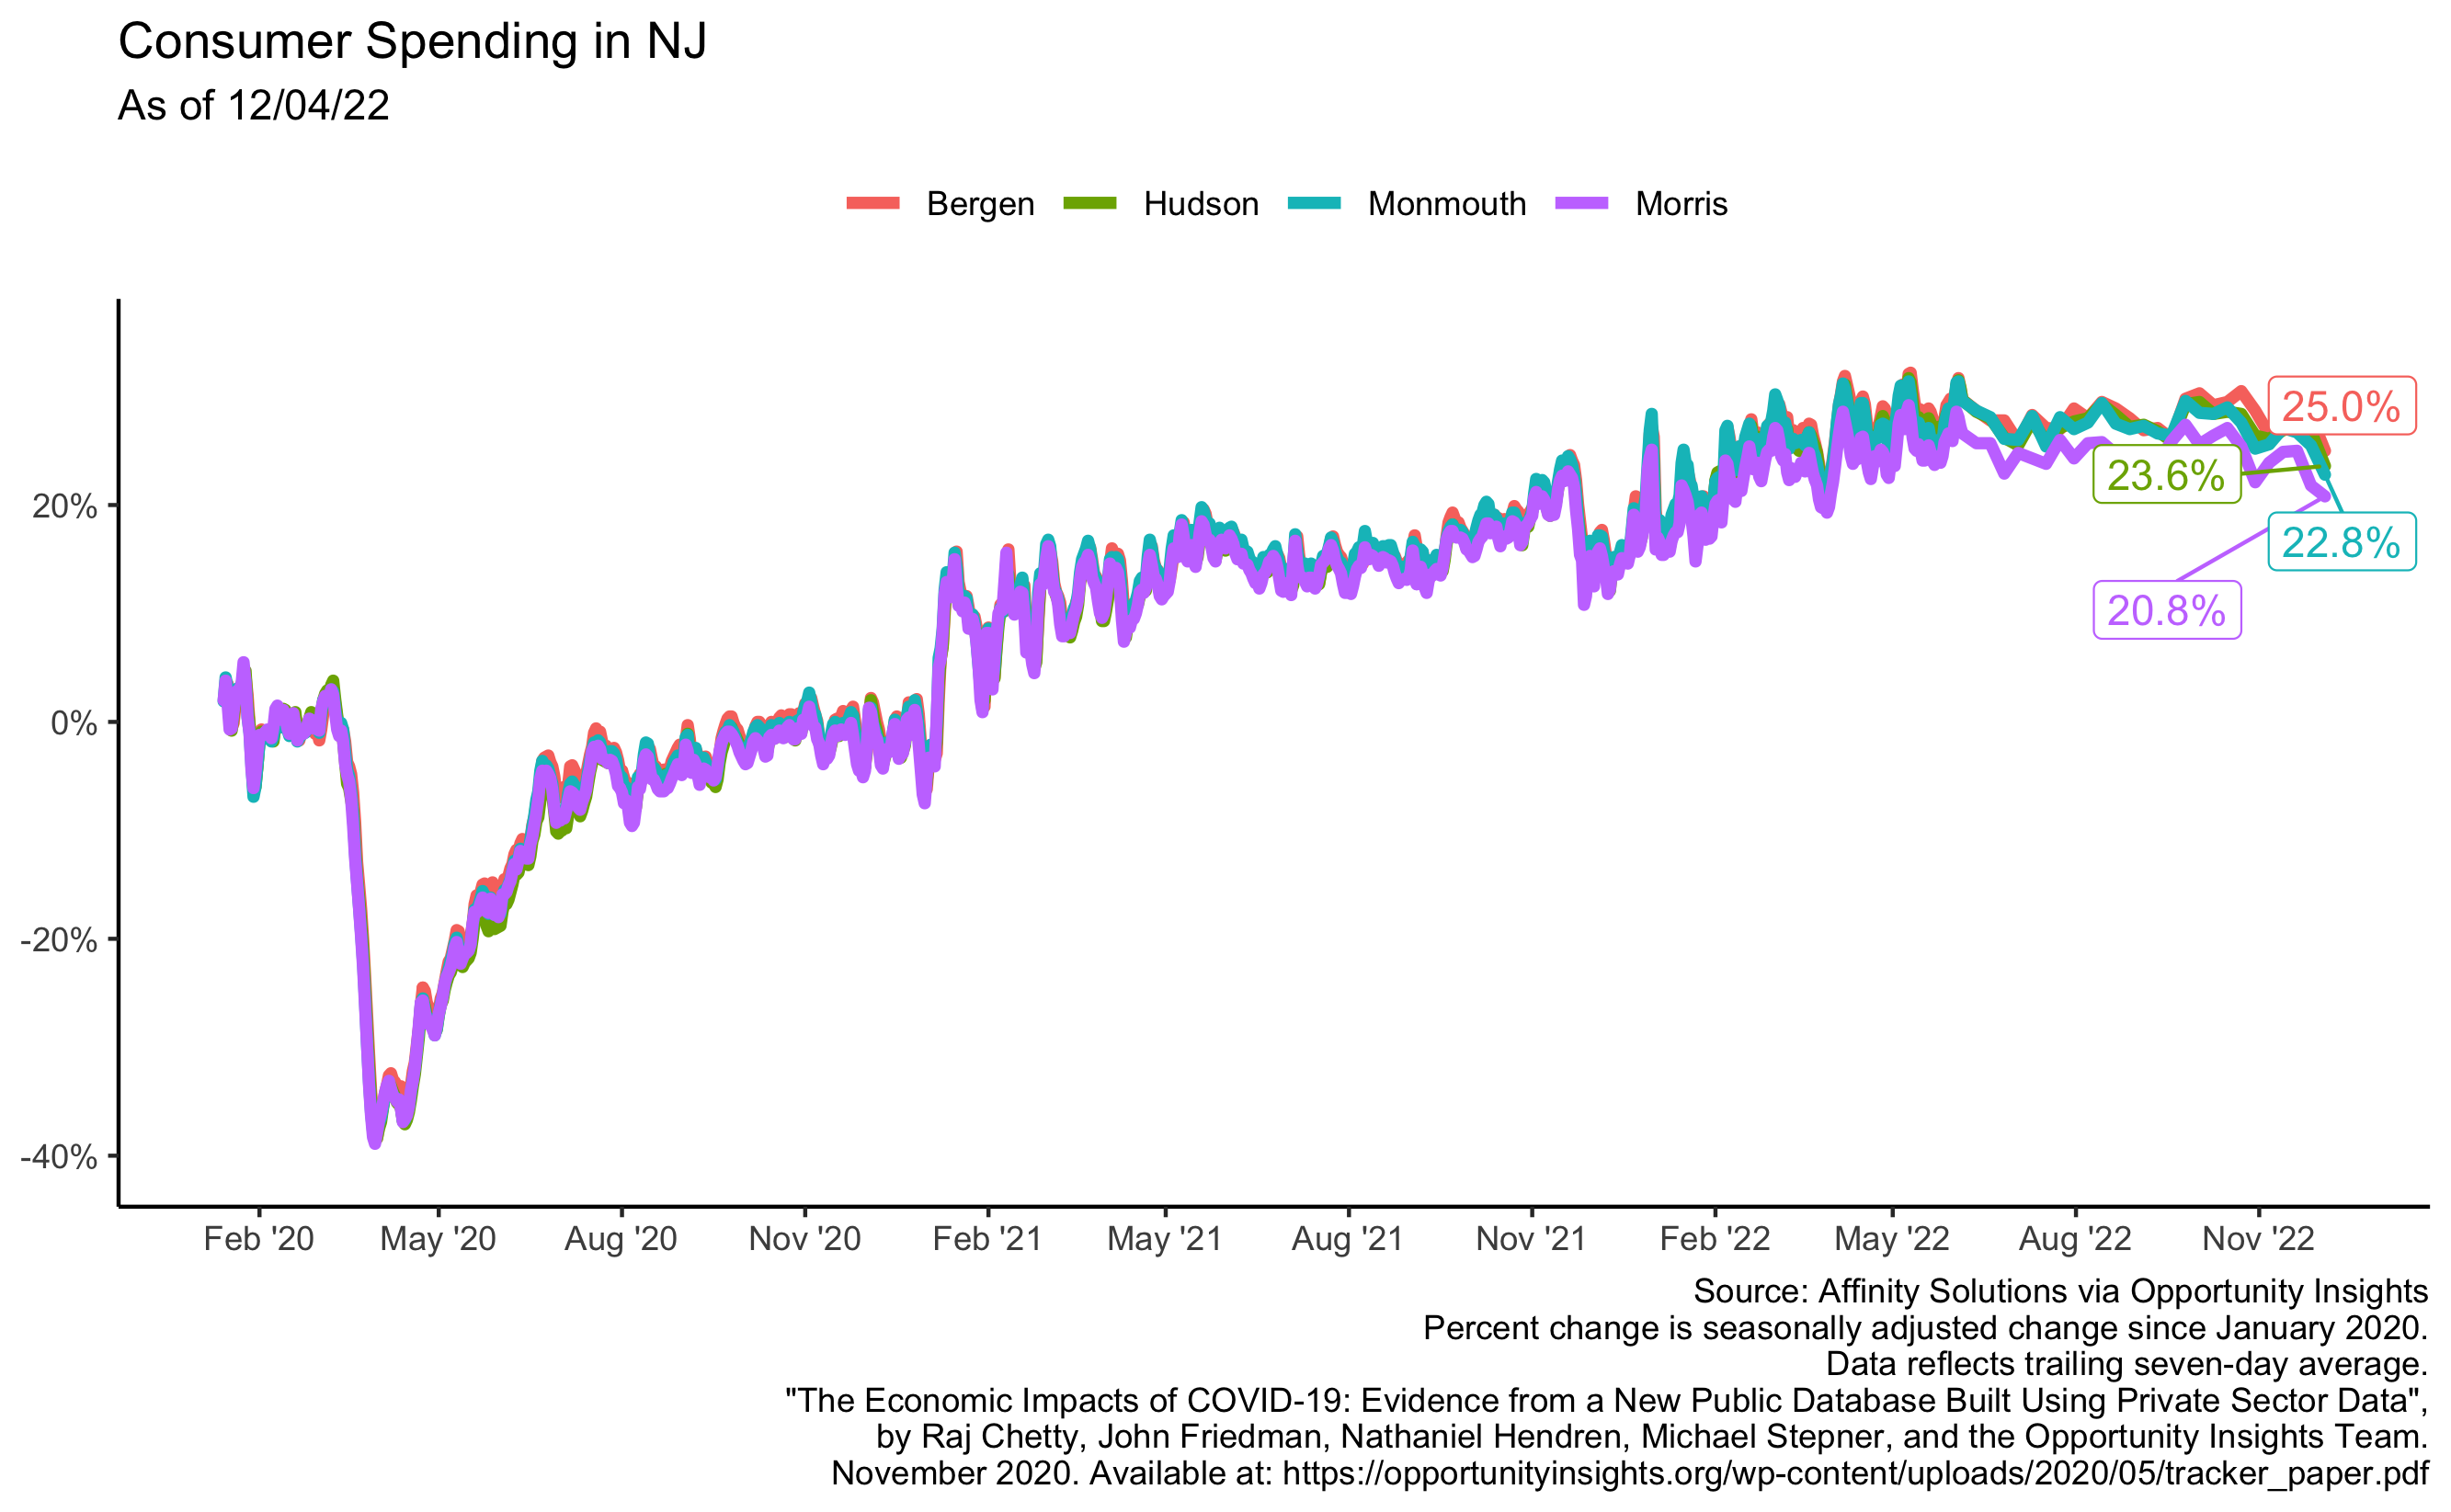 Consumer Spending in NJ
As of 12/04/22
Bergen Hudson Monmouth Morris
25.0%
23.6%
20%
22.8%
20.8%
0%
-20%
-40%
Feb '20 May '20 Aug '20 Nov '20 Feb '21 May '21 Aug '21 Nov '21 Feb '22 May '22 Aug '22 Nov '22
Source: Affinity Solutions via Opportunity Insights
Percent change is seasonally adjusted change since January 2020.
Data reflects trailing seven-day average.
"The Economic Impacts of COVID-19: Evidence from a New Public Database Built Using Private Sector Data",
by Raj Chetty, John Friedman, Nathaniel Hendren, Michael Stepner, and the Opportunity Insights Team.
November 2020. Available at: https://opportunityinsights.org/wp-content/uploads/2020/05/tracker_paper.pdf